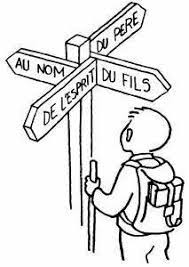 DU PERE
AU NOM
DU FILS
DE L'ESPRIT